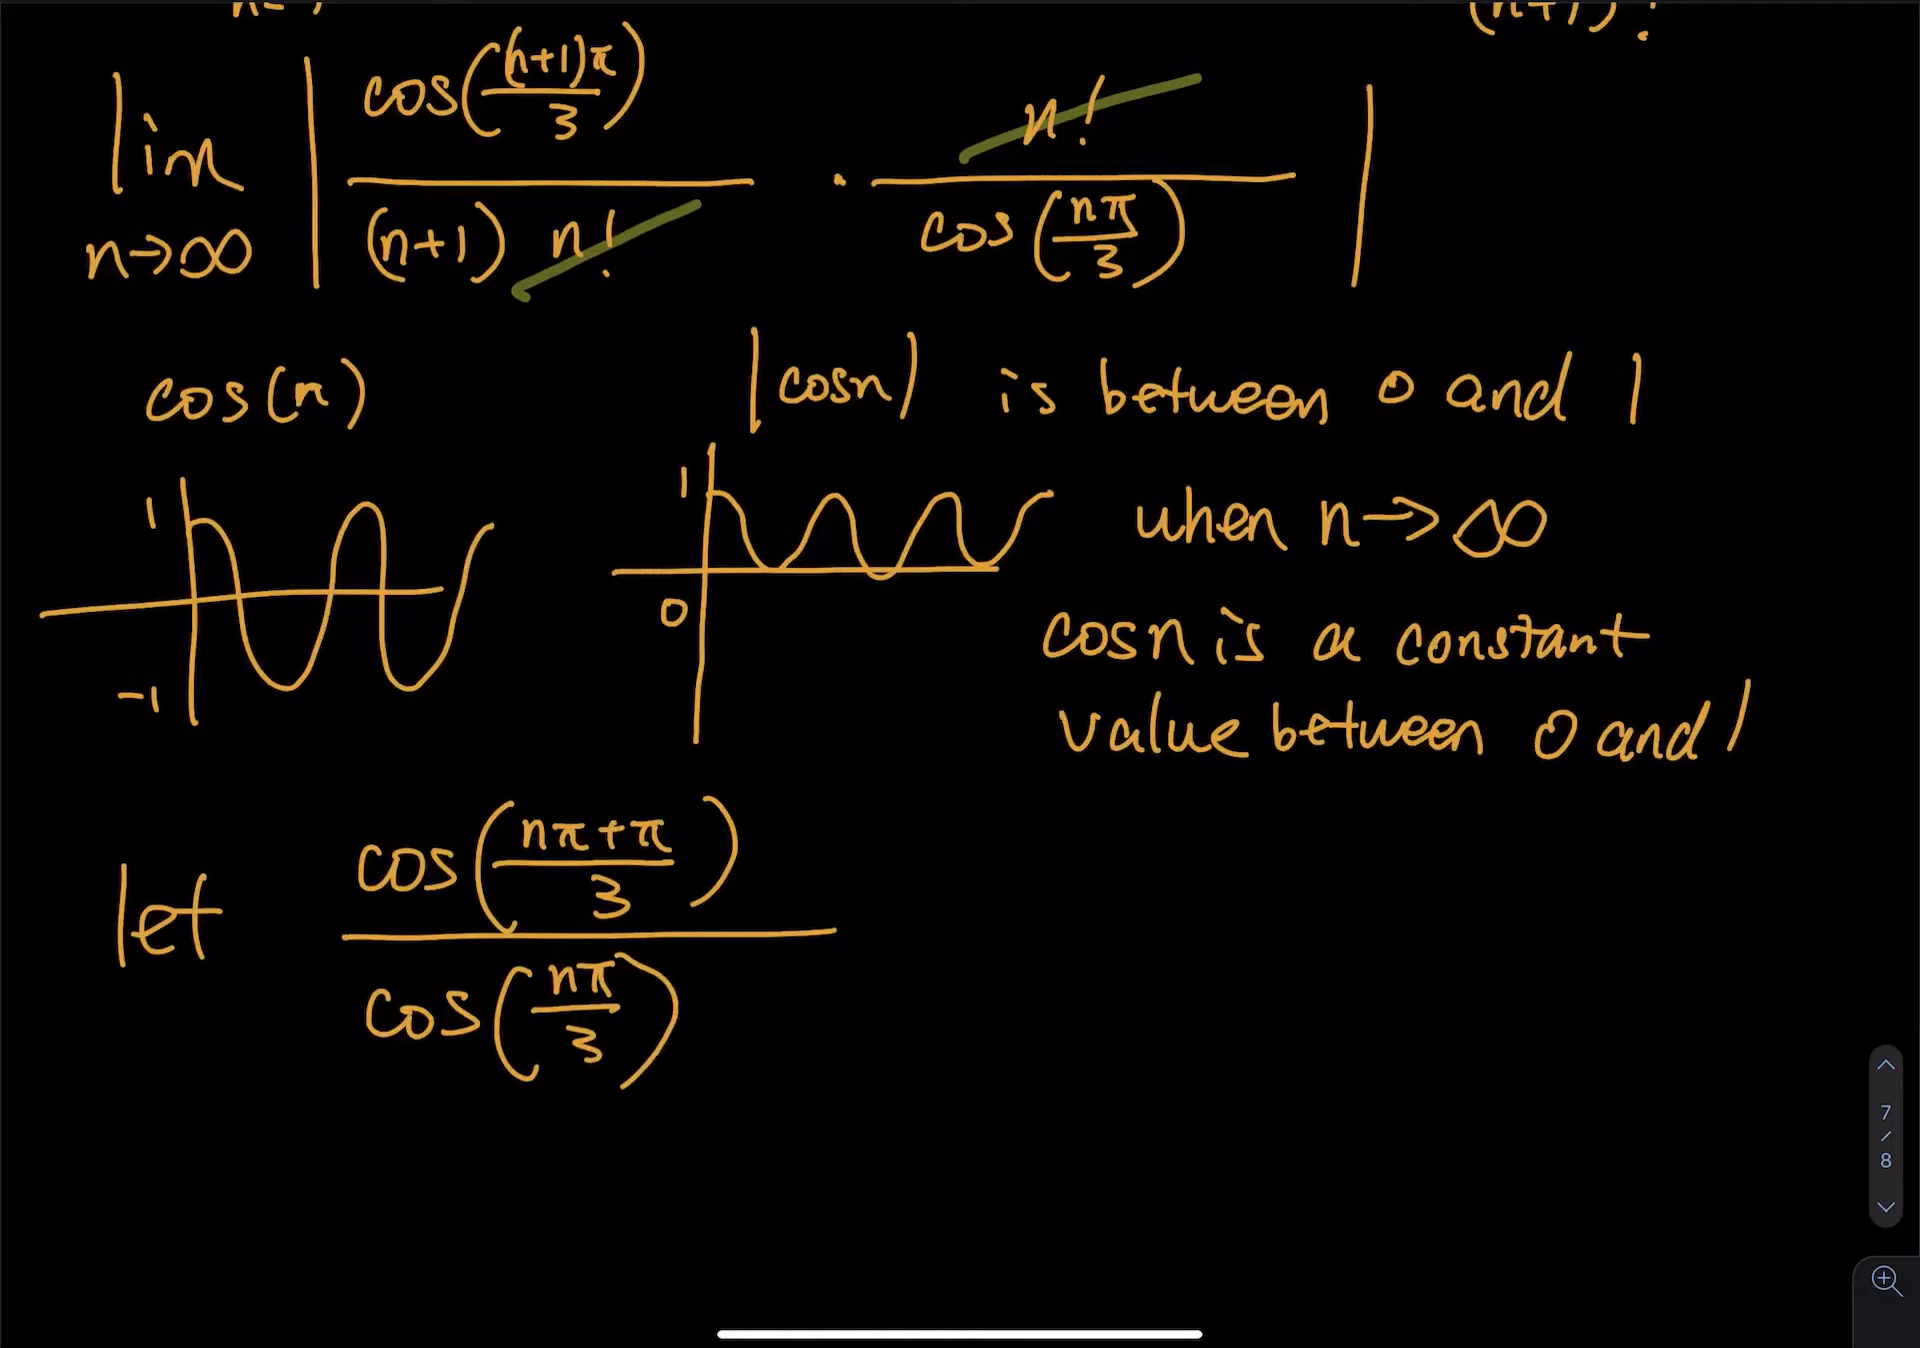 (n+1)!
lim n→∞ | cos((n+1)π/3) / (n+1) n! · n! / cos(nπ/3) |
cos(n)
|cosn| is between 0 and 1
1
-1
1
0
when n→∞
cosn is a constant
value between 0 and 1
let cos((nπ+π)/3) / cos(nπ/3)
7
/
8